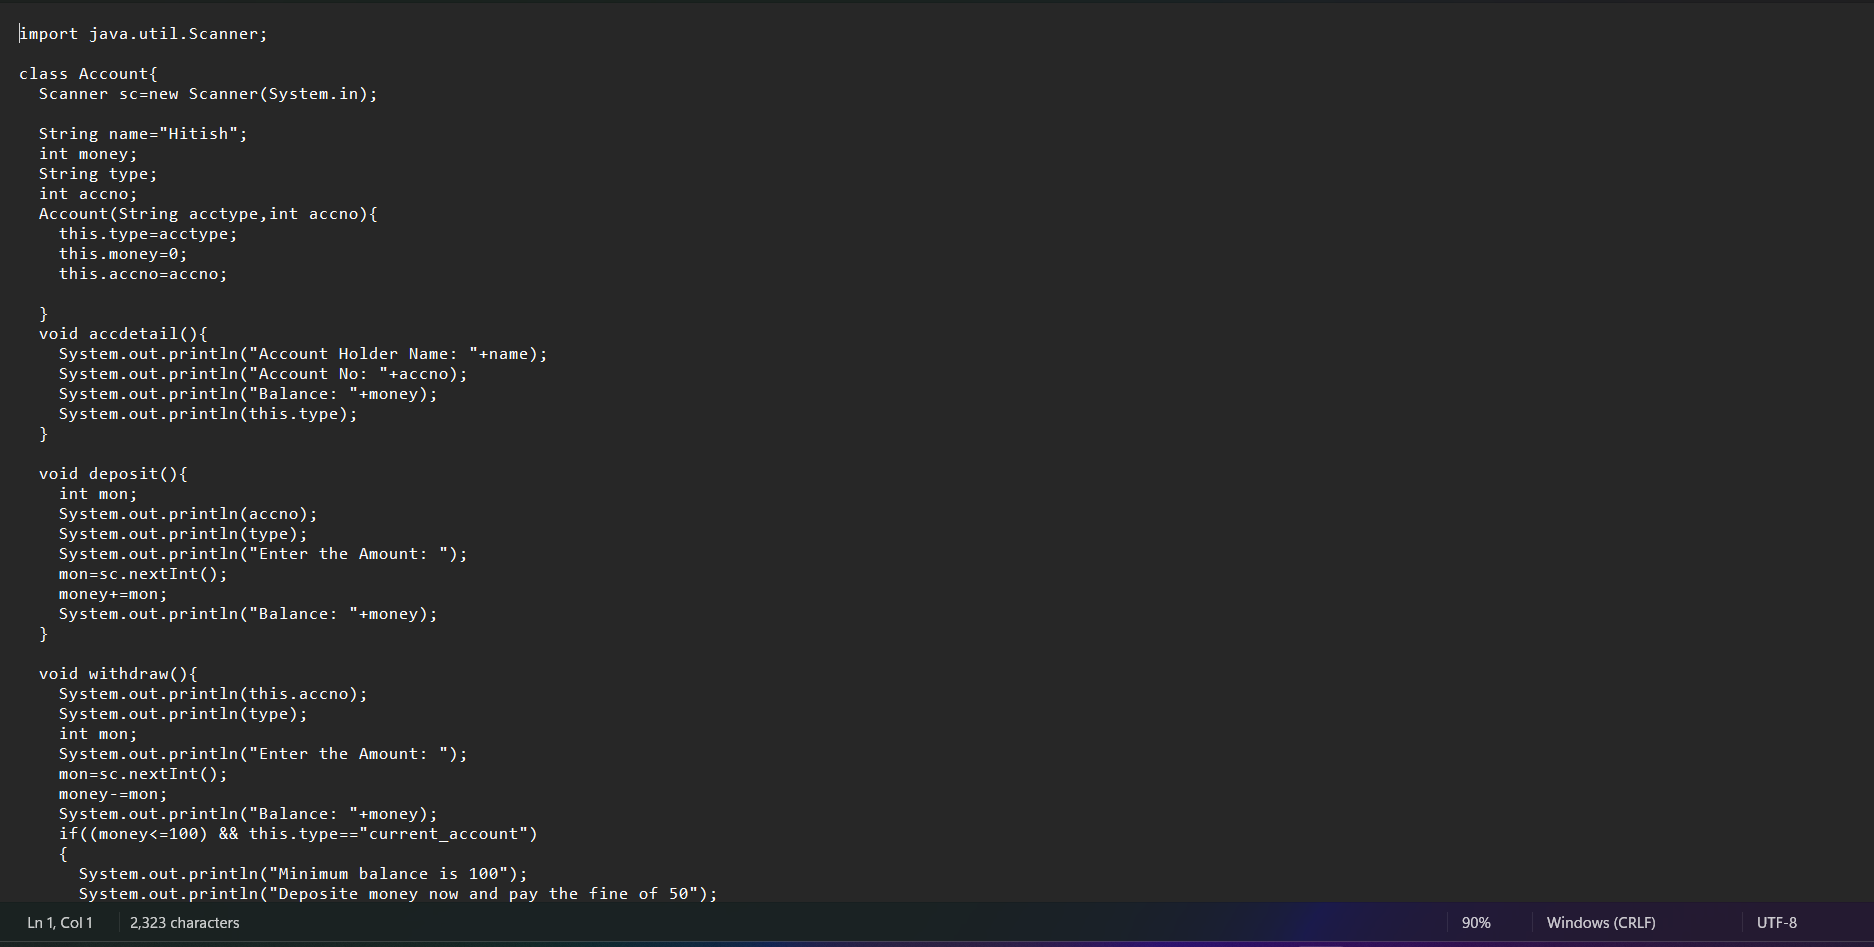 import java.util.Scanner;

class Account{
  Scanner sc=new Scanner(System.in);

  String name="Hitish";
  int money;
  String type;
  int accno;
  Account(String acctype,int accno){
    this.type=acctype;
    this.money=0;
    this.accno=accno;

  }
  void accdetail(){
    System.out.println("Account Holder Name: "+name);
    System.out.println("Account No: "+accno);
    System.out.println("Balance: "+money);
    System.out.println(this.type);
  }

  void deposit(){
    int mon;
    System.out.println(accno);
    System.out.println(type);
    System.out.println("Enter the Amount: ");
    mon=sc.nextInt();
    money+=mon;
    System.out.println("Balance: "+money);
  }

  void withdraw(){
    System.out.println(this.accno);
    System.out.println(type);
    int mon;
    System.out.println("Enter the Amount: ");
    mon=sc.nextInt();
    money-=mon;
    System.out.println("Balance: "+money);
    if((money<=100) && this.type=="current_account")
    {
      System.out.println("Minimum balance is 100");
      System.out.println("Deposite money now and pay the fine of 50");
Ln 1, Col 1 2,323 characters 90% Windows (CRLF) UTF-8